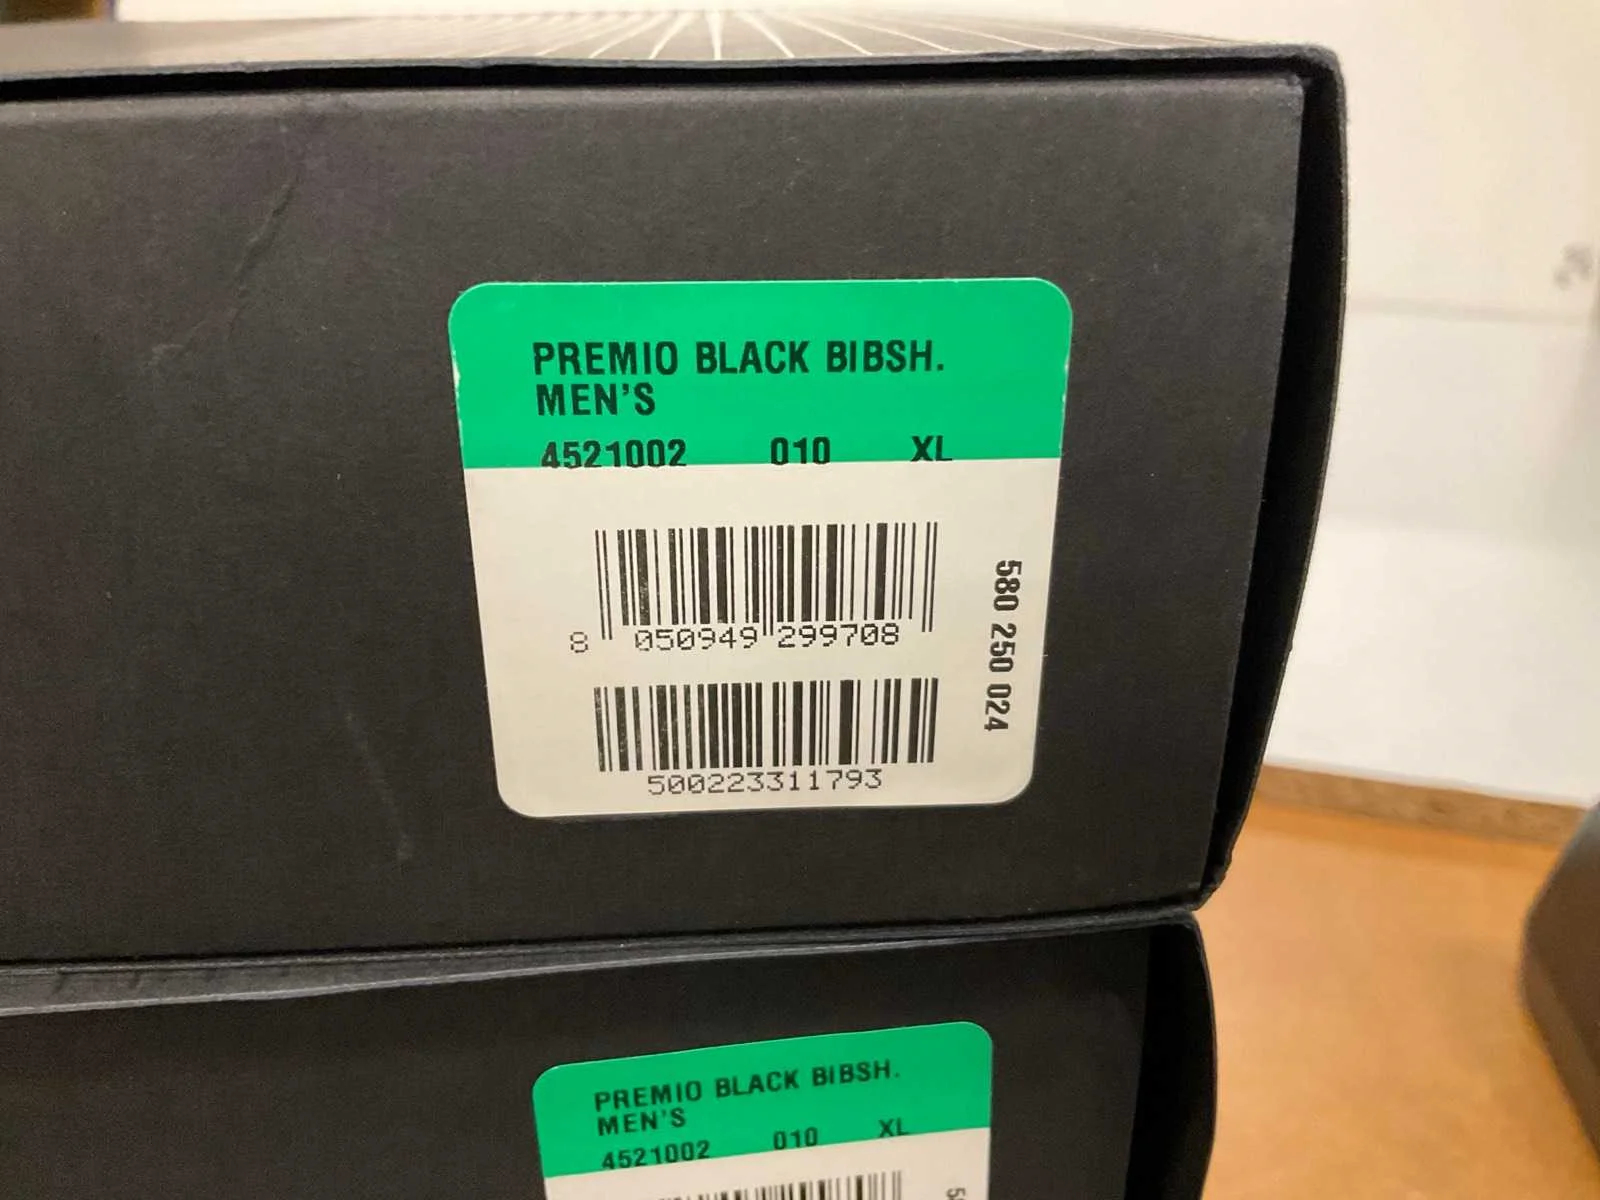 PREMIO BLACK BIBSH.
MEN'S
4521002 010 XL
8 050949 299708
580 250 024
500223311793
PREMIO BLACK BIBSH.
MEN'S
4521002 010 XL